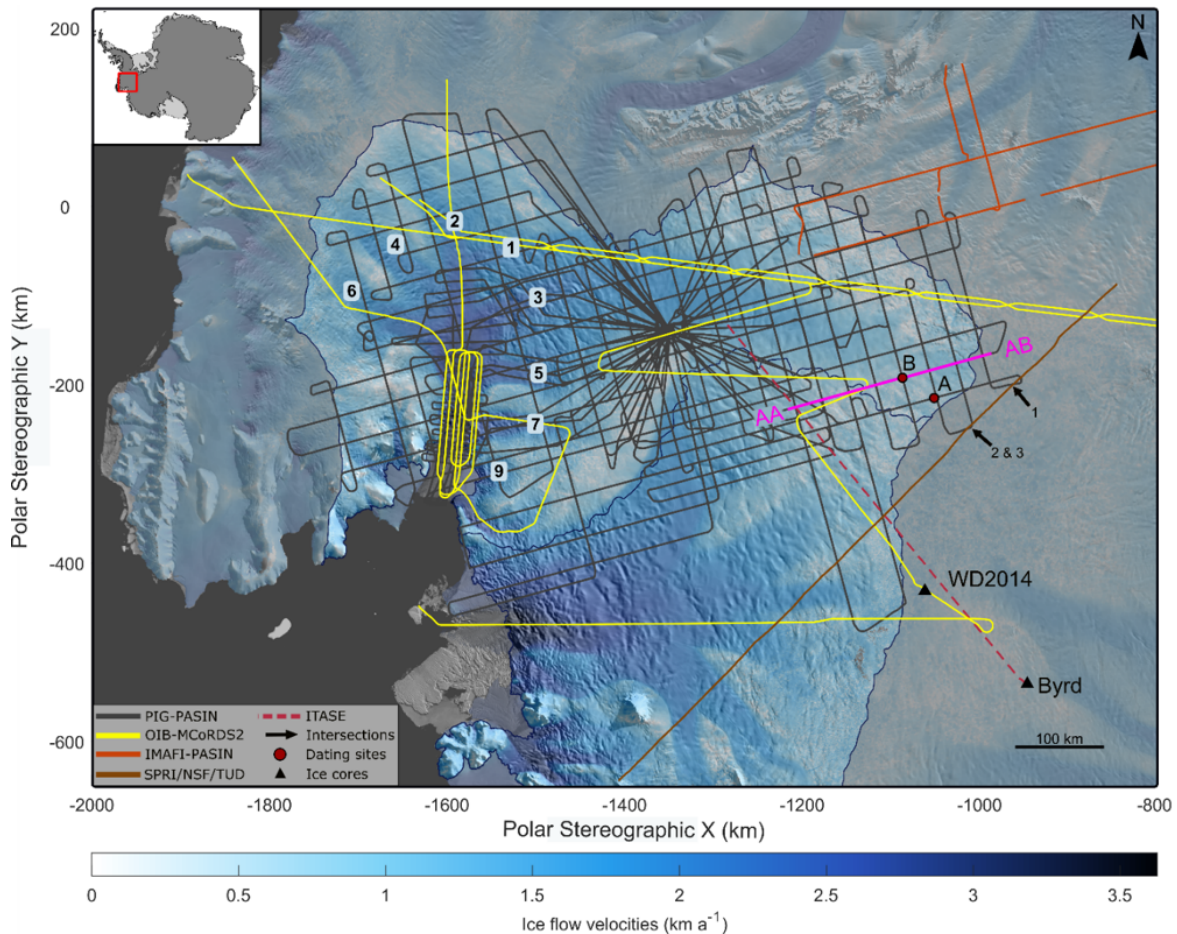 N
200
0
-200
-400
-600
Polar Stereographic Y (km)
2
1
4
3
6
5
7
9
B
AB
A
AA
1
2 & 3
WD2014
Byrd
100 km
PIG-PASIN
OIB-MCoRDS2
IMAFI-PASIN
SPRI/NSF/TUD
ITASE
Intersections
Dating sites
Ice cores
-2000 -1800 -1600 -1400 -1200 -1000 -800
Polar Stereographic X (km)
0 0.5 1 1.5 2 2.5 3 3.5
Ice flow velocities (km a⁻¹)